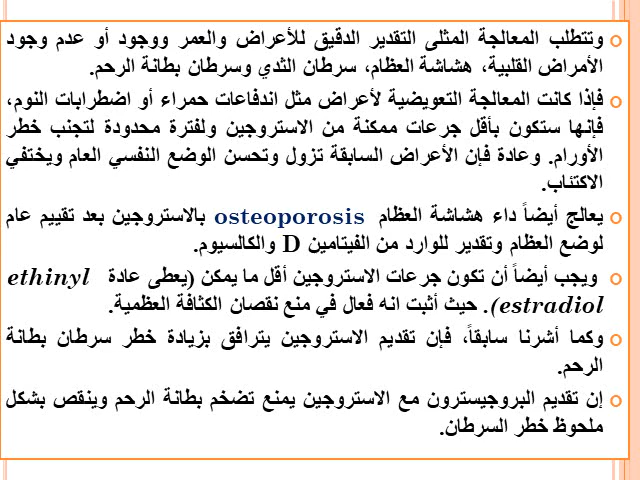 وتتطلب المعالجة المثلى التقدير الدقيق للأعراض والعمر ووجود أو عدم وجود
الأمراض القلبية، هشاشة العظام، سرطان الثدي وسرطان بطانة الرحم.
فإذا كانت المعالجة التعويضية لأعراض مثل اندفاعات حمراء أو اضطرابات النوم،
فإنها ستكون بأقل جرعات ممكنة من الاستروجين ولفترة محدودة لتجنب خطر
الأورام. وعادة فإن الأعراض السابقة تزول وتحسن الوضع النفسي العام ويختفي
الاكتئاب.
يعالج أيضاً داء هشاشة العظام osteoporosis بالاستروجين بعد تقييم عام
لوضع العظام وتقدير للوارد من الفيتامين D والكالسيوم.
ويجب أيضاً أن تكون جرعات الاستروجين أقل ما يمكن (يعطى عادة ethinyl
estradiol). حيث أثبت انه فعال في منع نقصان الكثافة العظمية.
وكما أشرنا سابقاً، فإن تقديم الاستروجين يترافق بزيادة خطر سرطان بطانة
الرحم.
إن تقديم البروجيسترون مع الاستروجين يمنع تضخم بطانة الرحم وينقص بشكل
ملحوظ خطر السرطان.